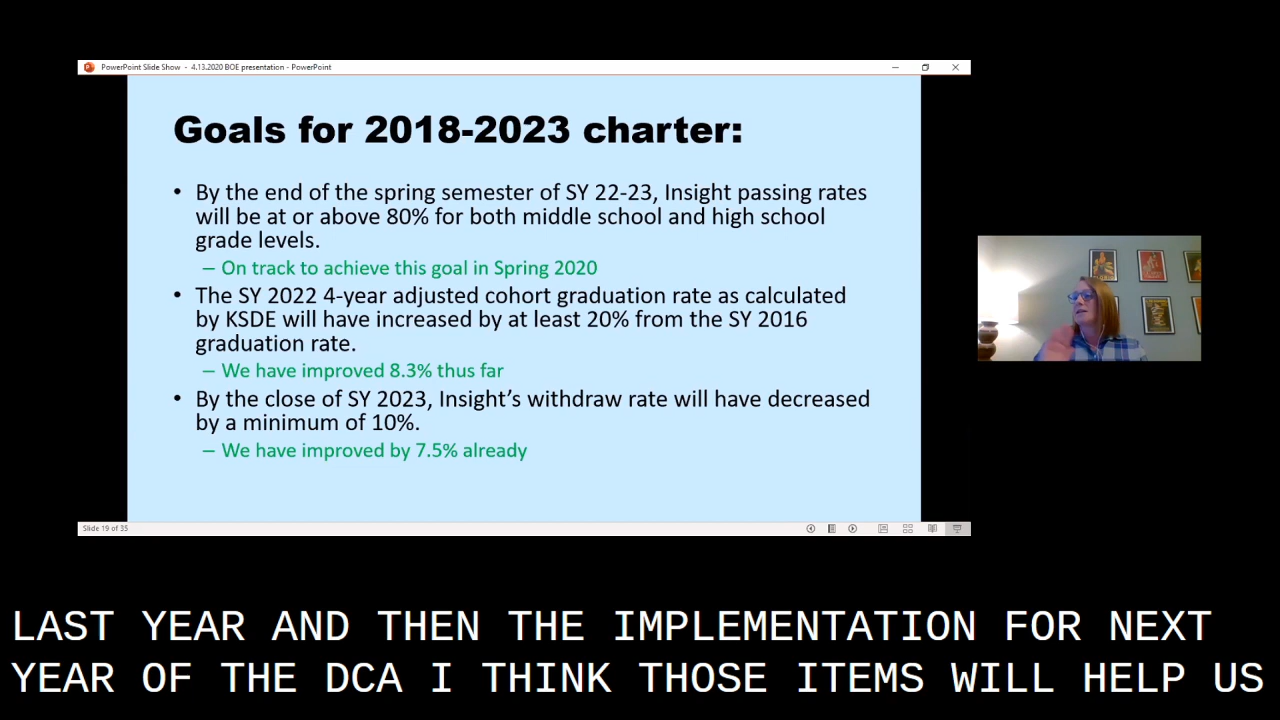 PowerPoint Slide Show - 4.13.2020 BOE presentation - PowerPoint
Goals for 2018-2023 charter:
• By the end of the spring semester of SY 22-23, Insight passing rates
will be at or above 80% for both middle school and high school
grade levels.
– On track to achieve this goal in Spring 2020
• The SY 2022 4-year adjusted cohort graduation rate as calculated
by KSDE will have increased by at least 20% from the SY 2016
graduation rate.
– We have improved 8.3% thus far
• By the close of SY 2023, Insight’s withdraw rate will have decreased
by a minimum of 10%.
– We have improved by 7.5% already
Slide 19 of 35
LAST YEAR AND THEN THE IMPLEMENTATION FOR NEXT
YEAR OF THE DCA I THINK THOSE ITEMS WILL HELP US